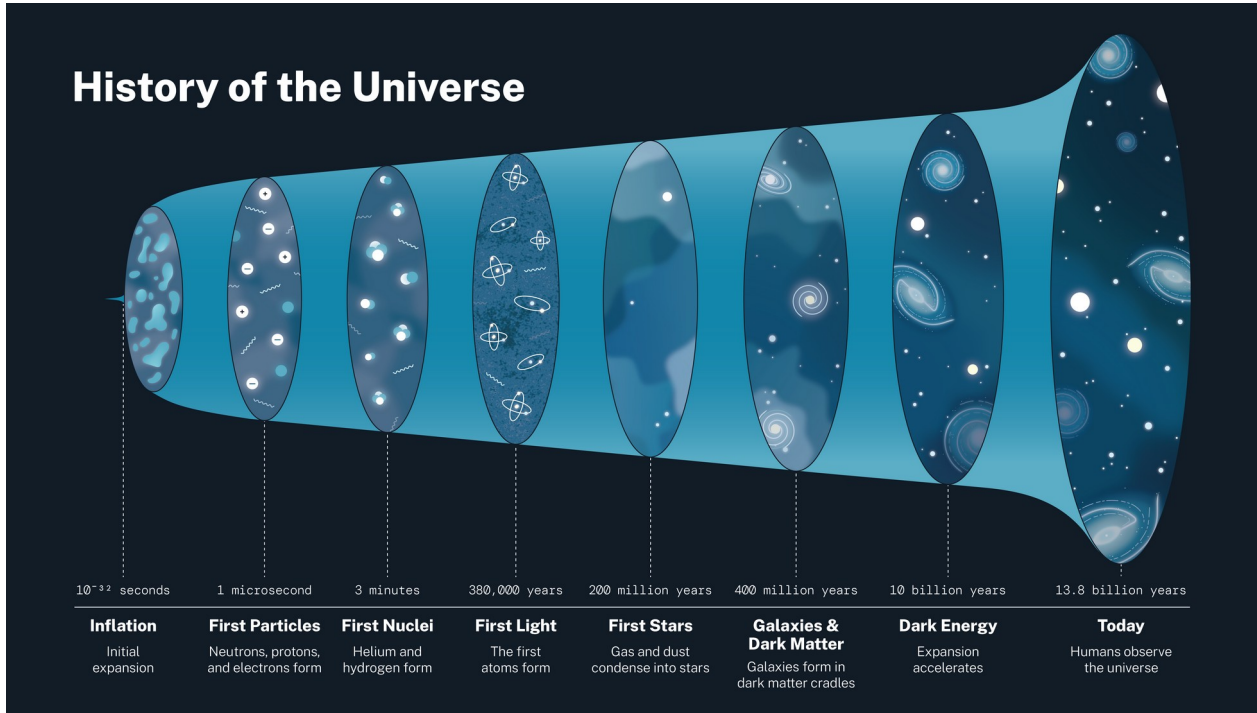 History of the Universe
10⁻³² seconds
1 microsecond
3 minutes
380,000 years
200 million years
400 million years
10 billion years
13.8 billion years
Inflation
Initial
expansion
First Particles
Neutrons, protons,
and electrons form
First Nuclei
Helium and
hydrogen form
First Light
The first
atoms form
First Stars
Gas and dust
condense into stars
Galaxies &
Dark Matter
Galaxies form in
dark matter cradles
Dark Energy
Expansion
accelerates
Today
Humans observe
the universe